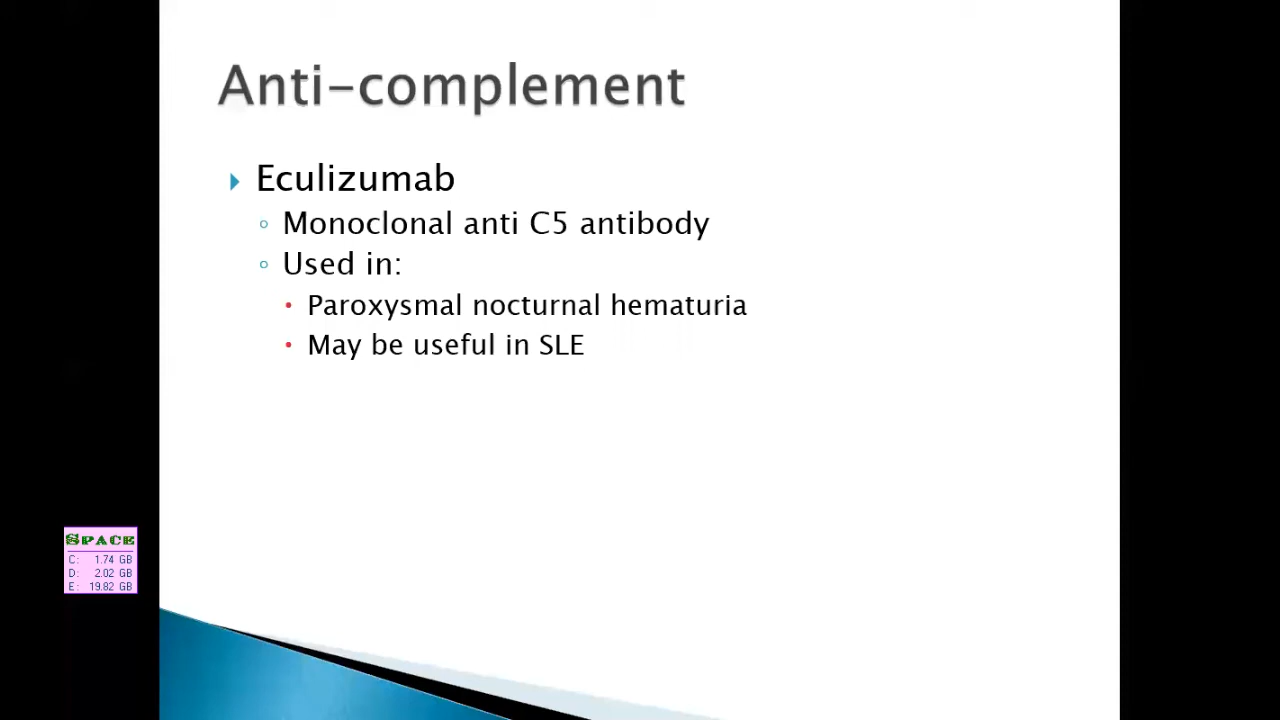 Anti-complement
Eculizumab
Monoclonal anti C5 antibody
Used in:
Paroxysmal nocturnal hematuria
May be useful in SLE
SPACE
C: 1.74 GB
D: 2.02 GB
E: 19.82 GB